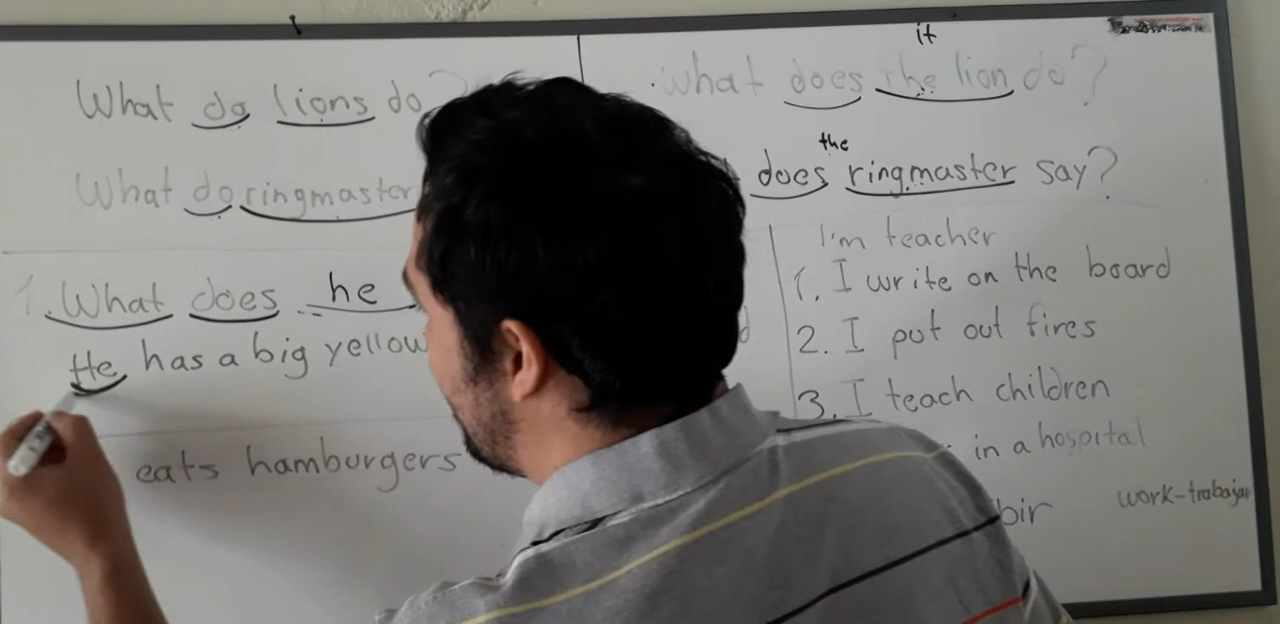 What do lions do?
What do ringmaster
1. What does he
He has a big yellow
eats hamburgers
it
What does the lion do?
the
does ringmaster say?
I'm teacher
1. I write on the board
2. I put out fires
3. I teach children
in a hospital
bir work-trabajar